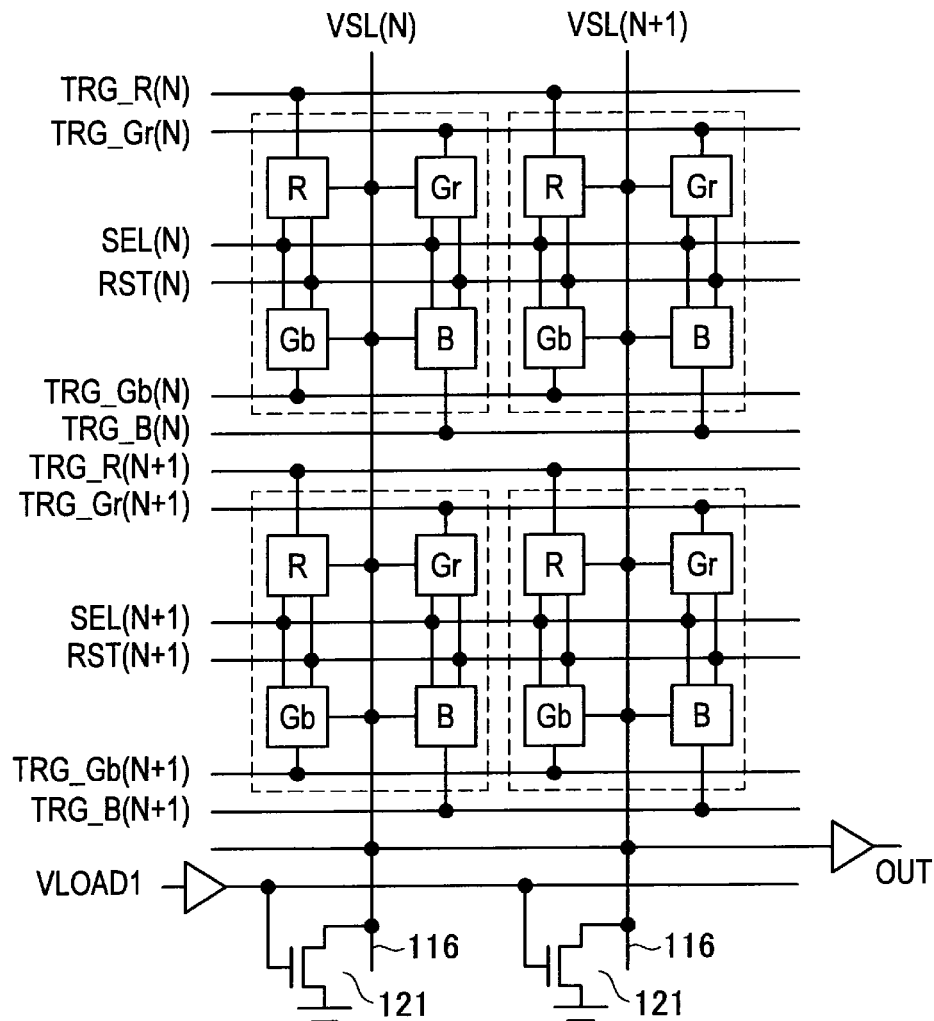 VSL(N) VSL(N+1)
TRG_R(N)
TRG_Gr(N)
R Gr R Gr
SEL(N)
RST(N)
Gb B Gb B
TRG_Gb(N)
TRG_B(N)
TRG_R(N+1)
TRG_Gr(N+1)
R Gr R Gr
SEL(N+1)
RST(N+1)
Gb B Gb B
TRG_Gb(N+1)
TRG_B(N+1)
OUT
VLOAD1
116 116
121 121